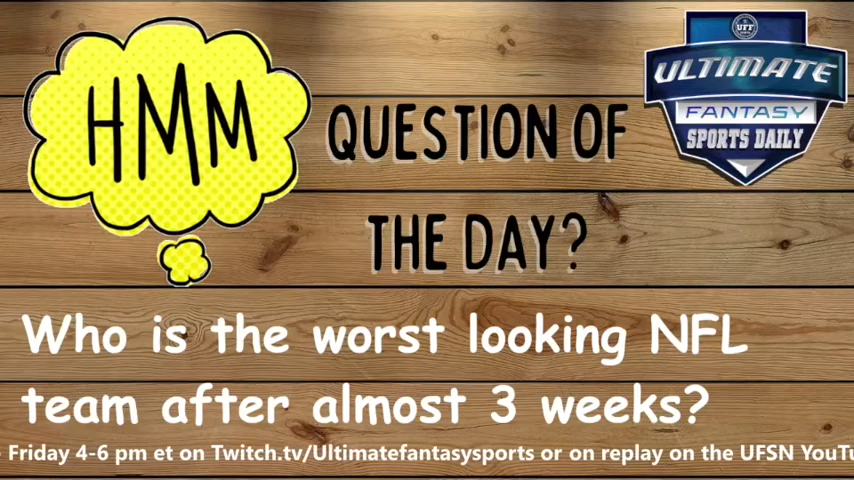 HMM
QUESTION OF
THE DAY?
UFF
ULTIMATE
FANTASY
SPORTS DAILY
Who is the worst looking NFL
team after almost 3 weeks?
Friday 4-6 pm et on Twitch.tv/Ultimatefantasysports or on replay on the UFSN YouTu